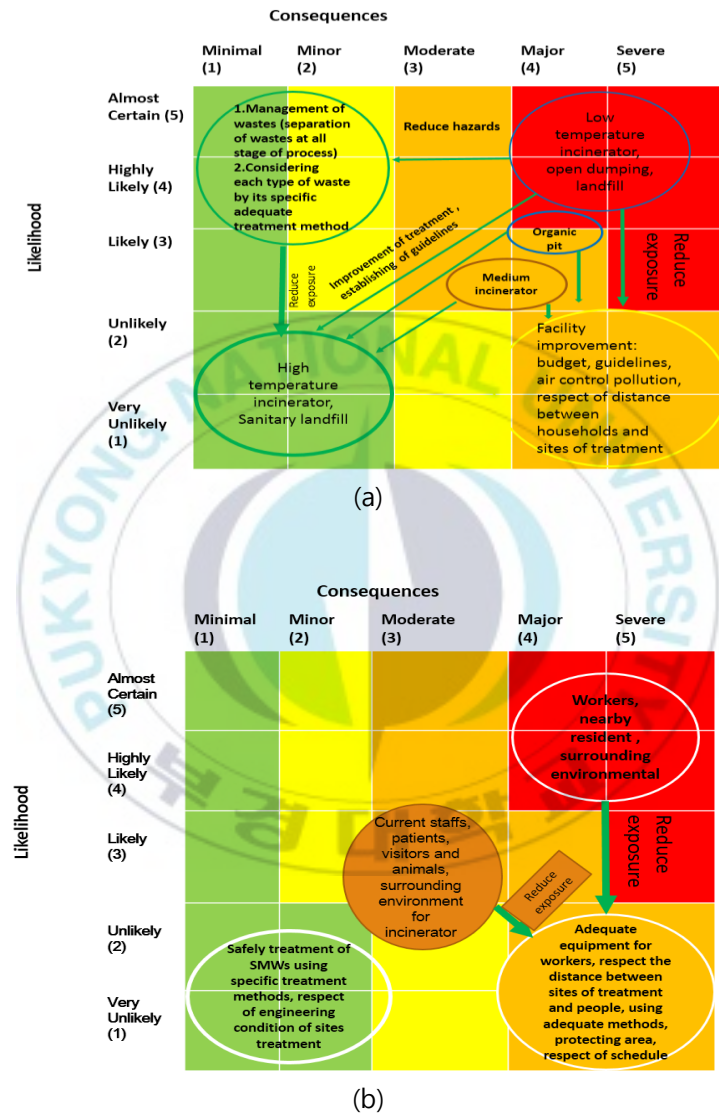 Consequences
Minimal
(1)
Minor
(2)
Moderate
(3)
Major
(4)
Severe
(5)
Likelihood
Almost
Certain (5)
Highly
Likely (4)
Likely (3)
Unlikely
(2)
Very
Unlikely
(1)
1.Management of
wastes (separation
of wastes at all
stage of process)
2.Considering
each type of waste
by its specific
adequate
treatment method
Reduce hazards
Low
temperature
incinerator,
open dumping,
landfill
Organic
pit
Medium
incinerator
Improvement of treatment ,
establishing of guidelines
Reduce
exposure
Reduce
exposure
High
temperature
incinerator,
Sanitary landfill
Facility
improvement:
budget, guidelines,
air control pollution,
respect of distance
between
households and
sites of treatment
(a)
PUKYONG NATIONAL UNIVERSITY
Consequences
Minimal
(1)
Minor
(2)
Moderate
(3)
Major
(4)
Severe
(5)
Likelihood
Almost
Certain
(5)
Highly
Likely
(4)
Likely
(3)
Unlikely
(2)
Very
Unlikely
(1)
Workers,
nearby
resident ,
surrounding
environmental
Current staffs,
patients,
visitors and
animals,
surrounding
environment
for
incinerator
Reduce
exposure
Reduce
exposure
Safely treatment of
SMWs using
specific treatment
methods, respect
of engineering
condition of sites
treatment
Adequate
equipment for
workers, respect the
distance between
sites of treatment
and people, using
adequate methods,
protecting area,
respect of schedule
(b)